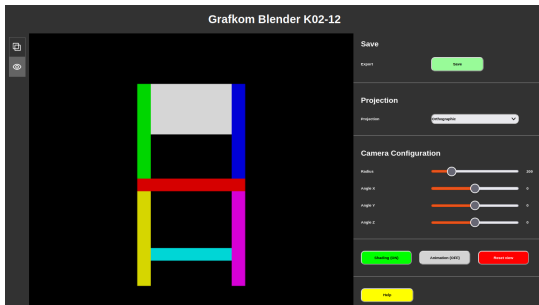 Grafkom Blender K02-12
Save
Export
Save
Projection
Projection
Orthographic
Camera Configuration
Radius
200
Angle X
0
Angle Y
0
Angle Z
0
Shading (ON)
Animation (OFF)
Reset view
Help